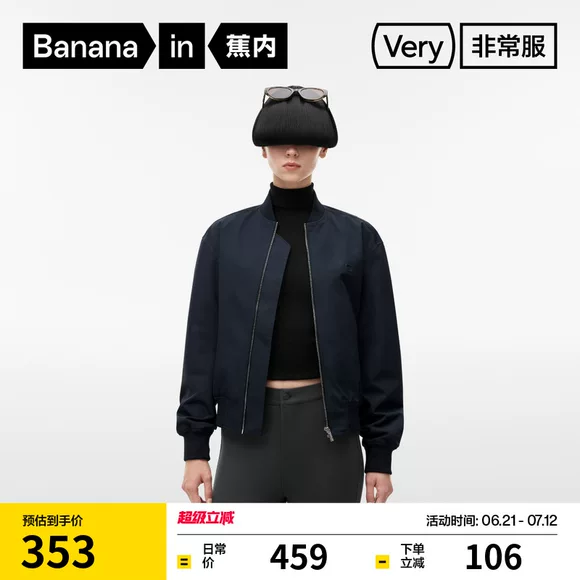 Banana in 蕉内
(Very) 非常服
预估到手价
353
超级立减
活动时间: 06.21 - 07.12
= 日常价 459 - 下单立减 106